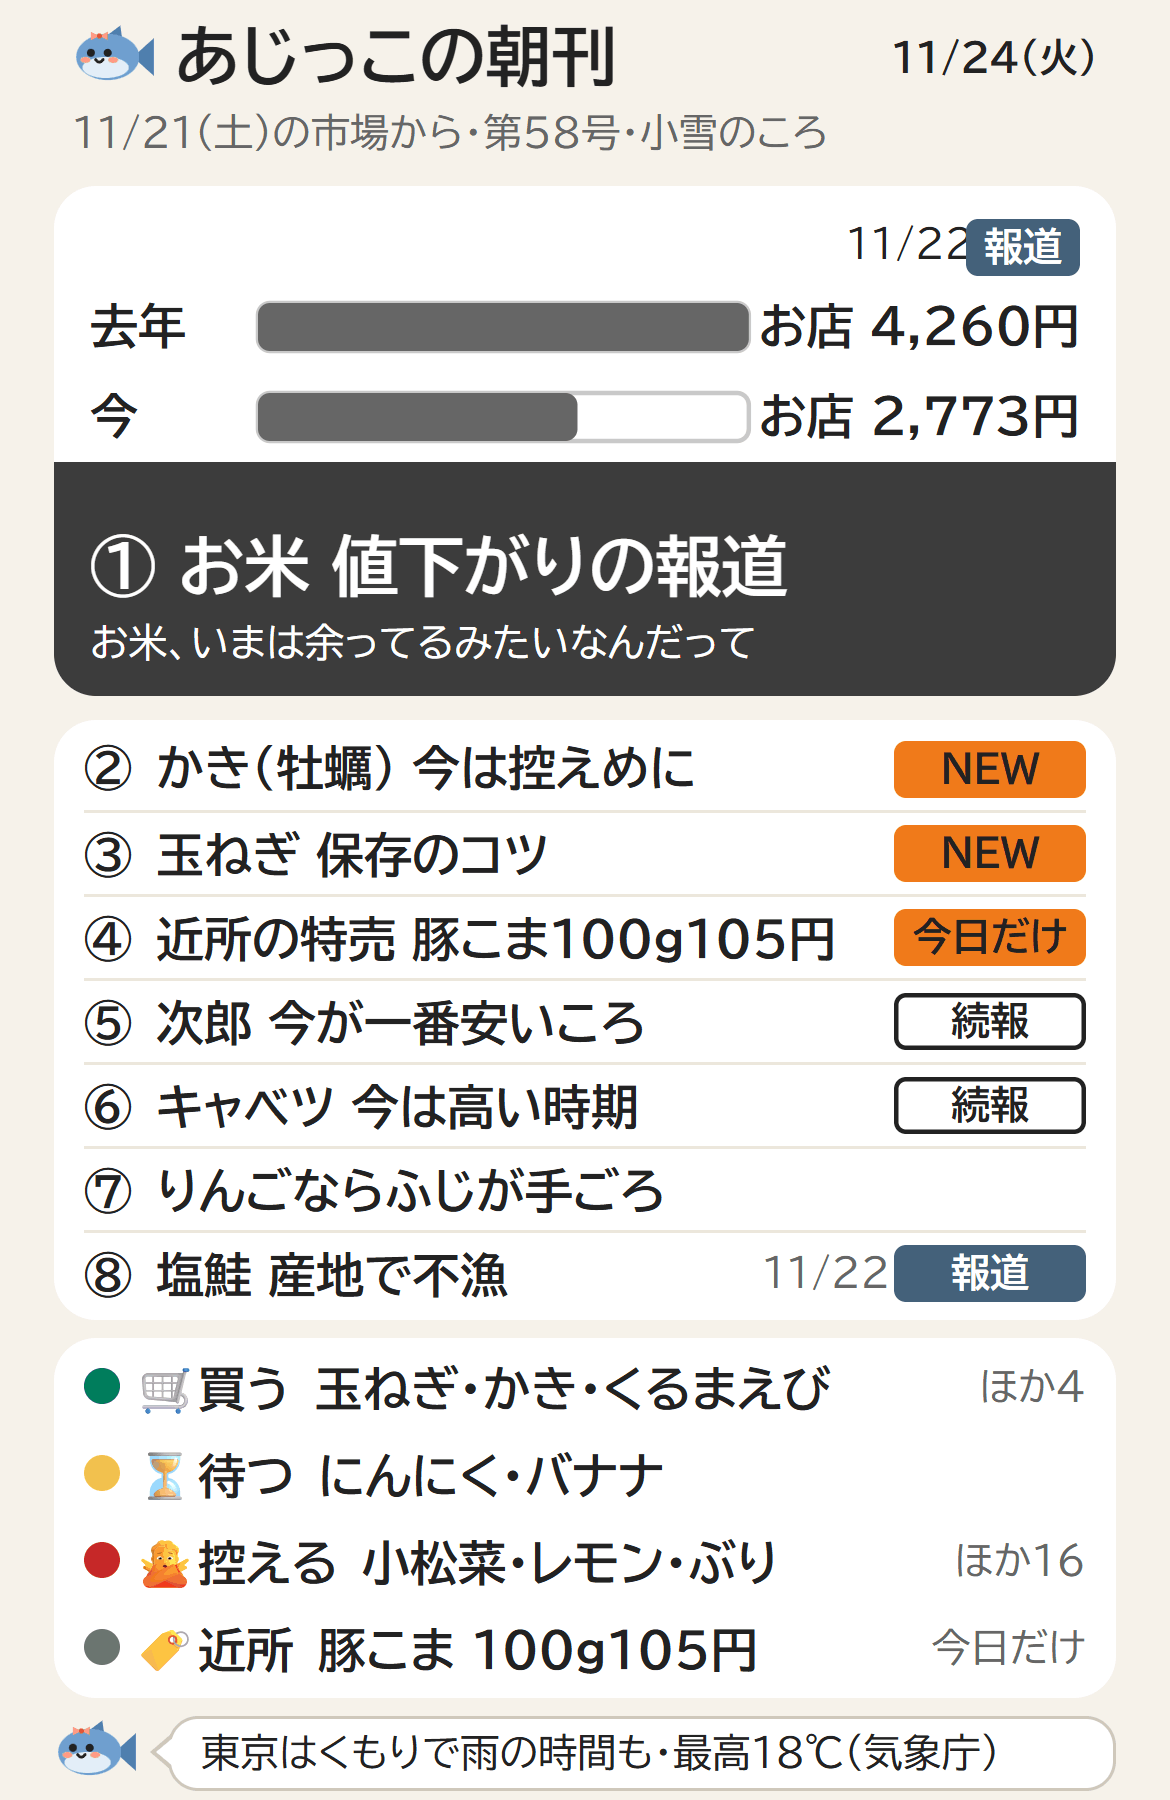 あじっこの朝刊
11/24(火)
11/21(土)の市場から・第58号・小雪のころ
11/22 報道
去年 お店 4,260円
今 お店 2,773円
① お米 値下がりの報道
お米、いまは余ってるみたいなんだって
② かき(牡蠣) 今は控えめに NEW
③ 玉ねぎ 保存のコツ NEW
④ 近所の特売 豚こま100g105円 今日だけ
⑤ 次郎 今が一番安いころ 続報
⑥ キャベツ 今は高い時期 続報
⑦ りんごならふじが手ごろ
⑧ 塩鮭 産地で不漁 11/22 報道
買う 玉ねぎ・かき・くるまえび ほか4
待つ にんにく・バナナ
控える 小松菜・レモン・ぶり ほか16
近所 豚こま 100g105円 今日だけ
東京はくもりで雨の時間も・最高18℃(気象庁)